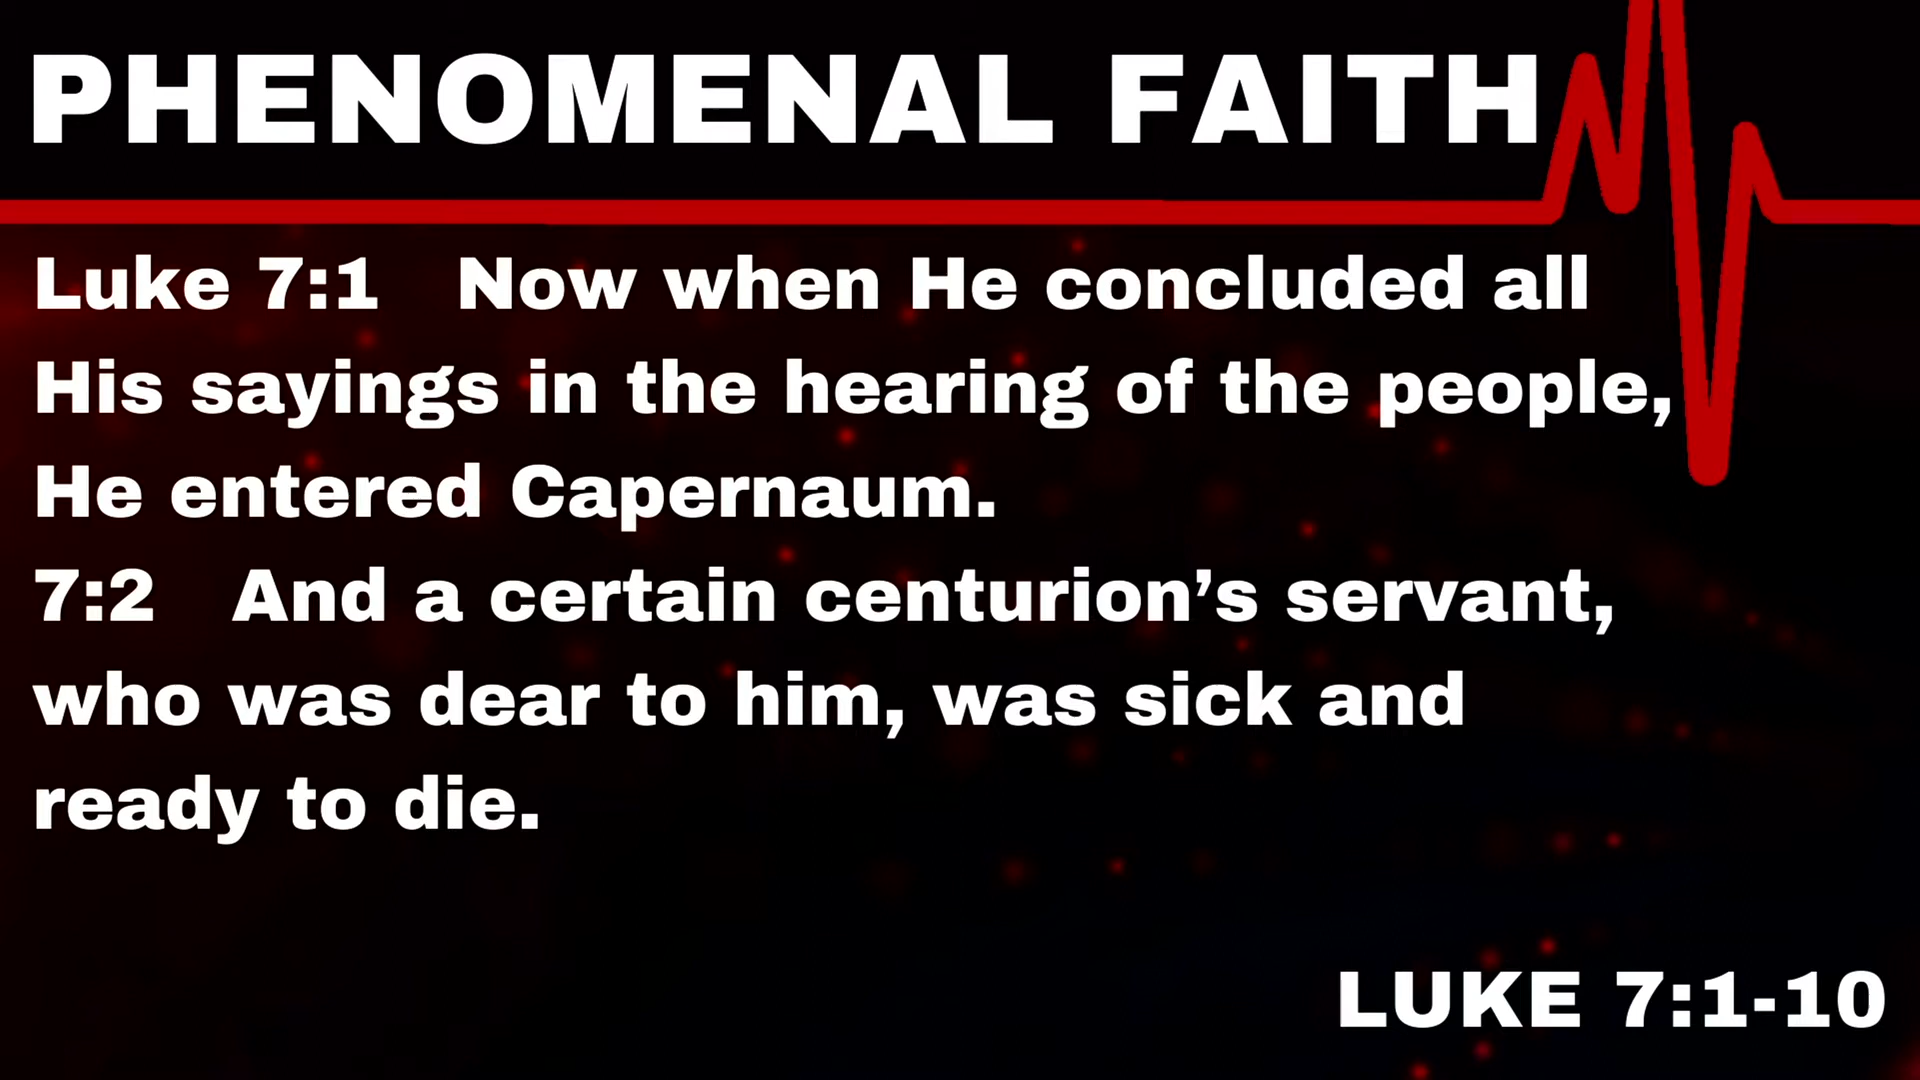 PHENOMENAL FAITH
Luke 7:1 Now when He concluded all
His sayings in the hearing of the people,
He entered Capernaum.
7:2 And a certain centurion’s servant,
who was dear to him, was sick and
ready to die.
LUKE 7:1-10